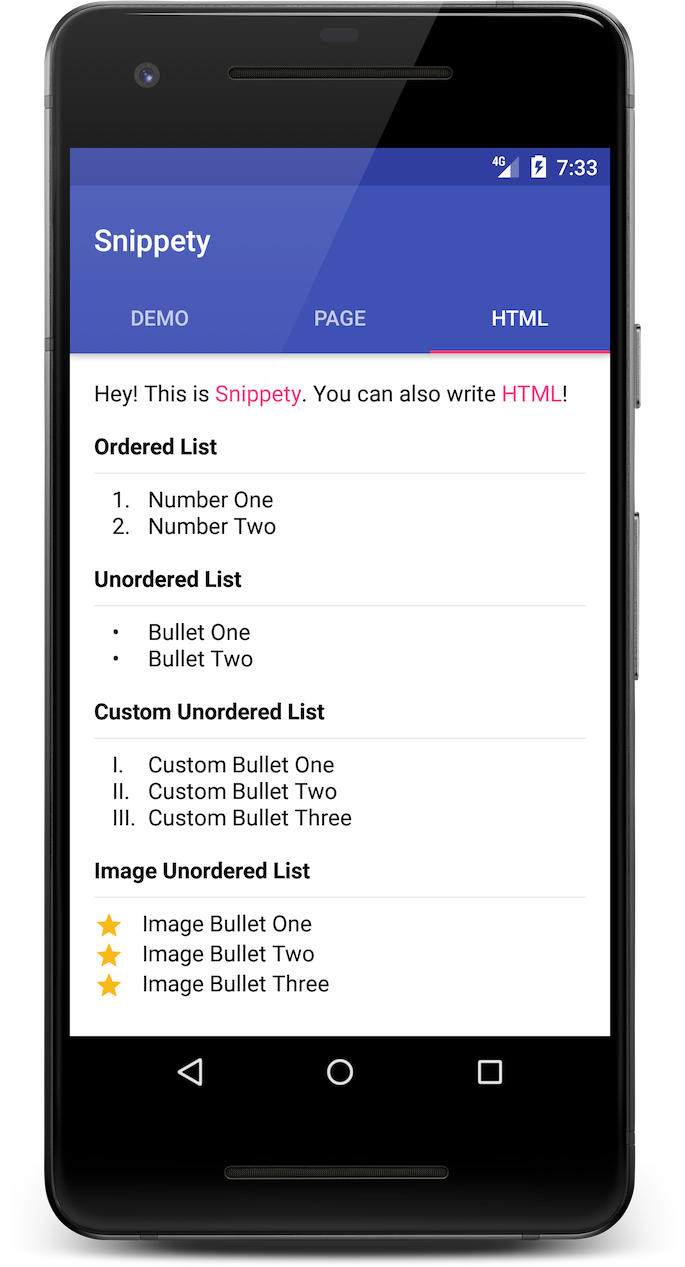 4G 7:33
Snippety
DEMO PAGE HTML
Hey! This is Snippety. You can also write HTML!
Ordered List
1. Number One
2. Number Two
Unordered List
• Bullet One
• Bullet Two
Custom Unordered List
I. Custom Bullet One
II. Custom Bullet Two
III. Custom Bullet Three
Image Unordered List
Image Bullet One
Image Bullet Two
Image Bullet Three